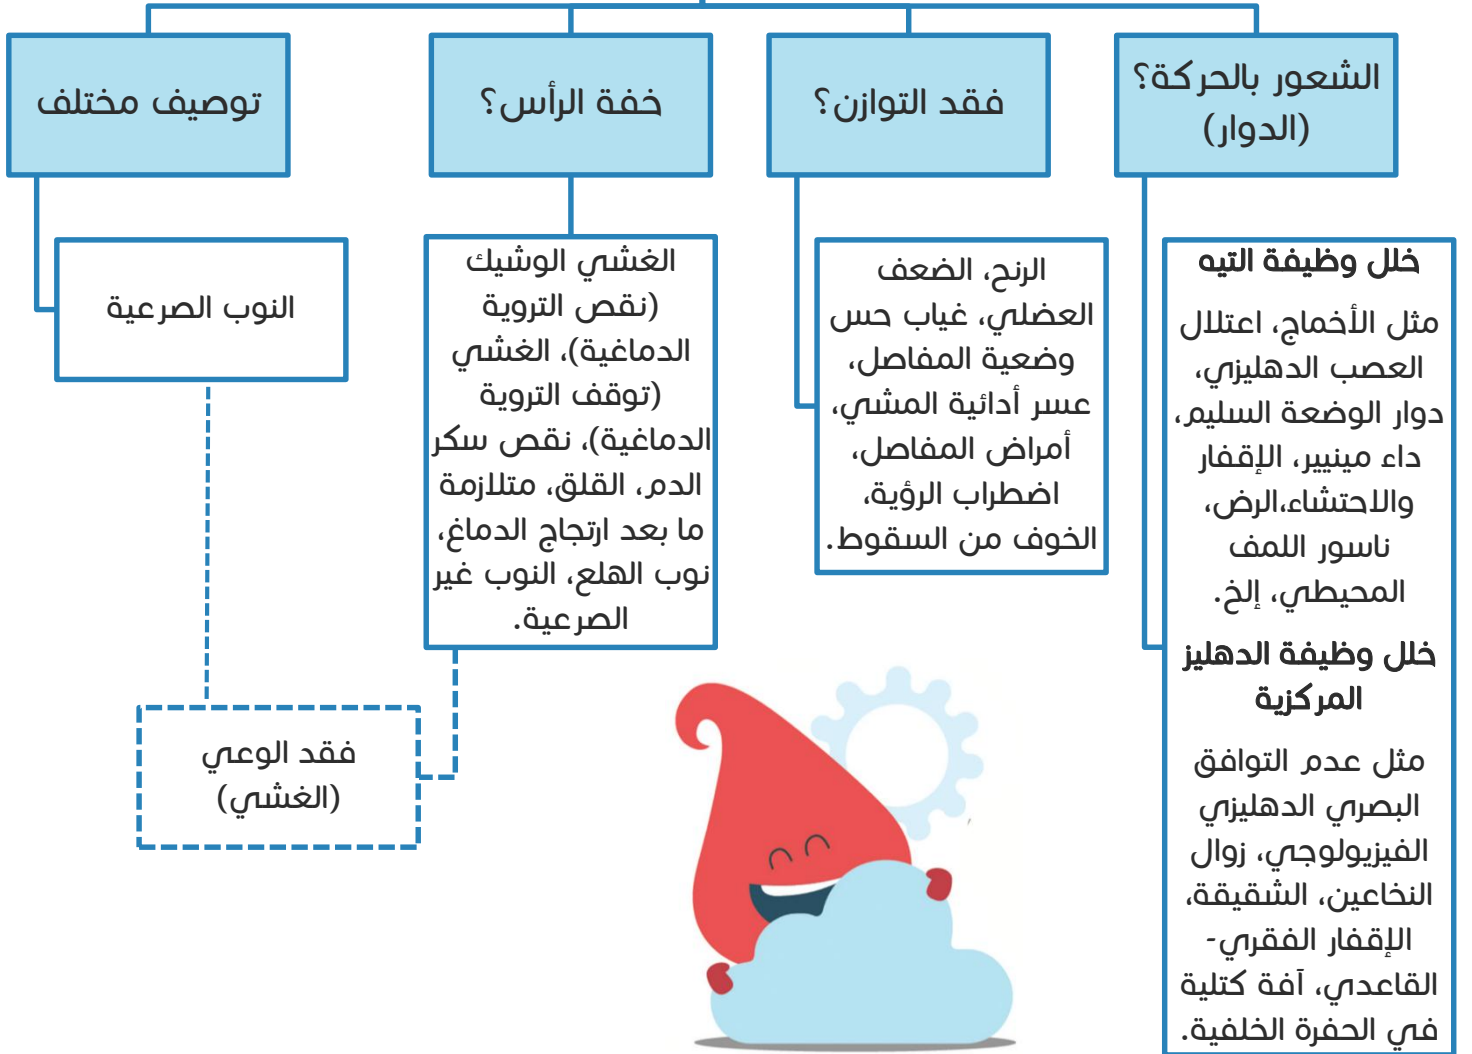 الشعور بالحركة؟
(الدوار)
فقد التوازن؟
خفة الرأس؟
توصيف مختلف
خلل وظيفة التيه
مثل الأخماج، اعتلال
العصب الدهليزي،
دوار الوضعة السليم،
داء مينيير، الإقفار
والاحتشاء،الرض،
ناسور اللمف
المحيطي، إلخ.
خلل وظيفة الدهليز
المركزية
مثل عدم التوافق
البصري الدهليزي
الفيزيولوجي، زوال
النخاعين، الشقيقة،
الإقفار الفقري-
القاعدي، آفة كتلية
في الحفرة الخلفية.
الرنح، الضعف
العضلي، غياب حس
وضعية المفاصل،
عسر أدائية المشي،
أمراض المفاصل،
اضطراب الرؤية،
الخوف من السقوط.
الغشي الوشيك
(نقص التروية
الدماغية)، الغشي
(توقف التروية
الدماغية)، نقص سكر
الدم، القلق، متلازمة
ما بعد ارتجاج الدماغ،
نوب الهلع، النوب غير
الصرعية.
النوب الصرعية
فقد الوعي
(الغشي)